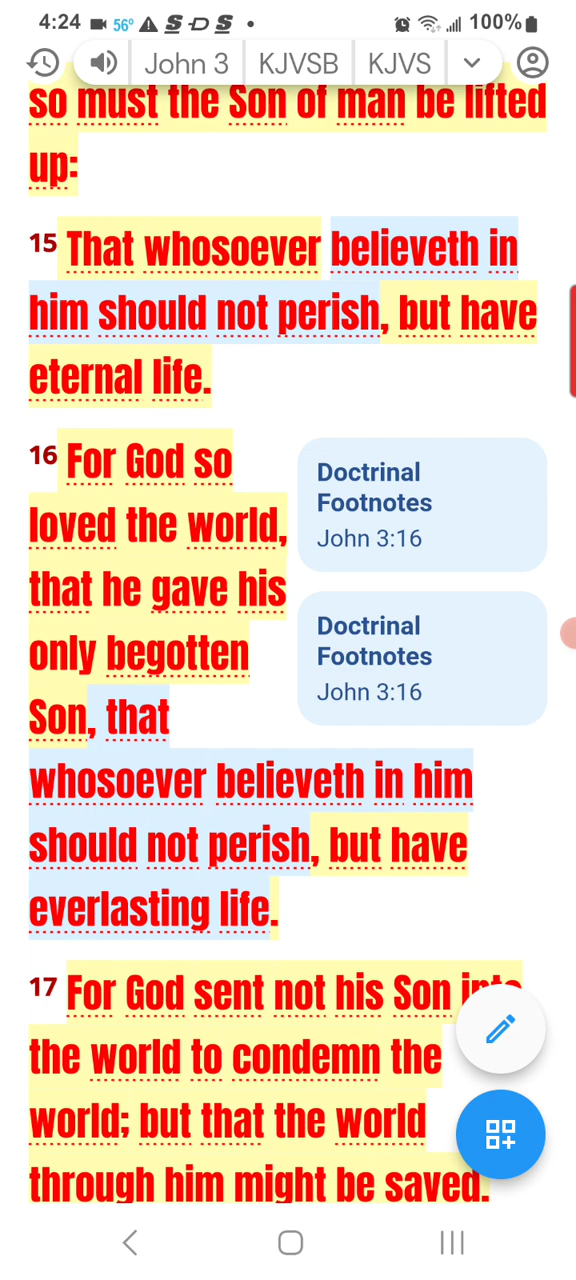 4:24 56° 100%
John 3 KJVSB KJVS
so must the Son of man be lifted
up:
15 That whosoever believeth in
him should not perish, but have
eternal life.
16 For God so
loved the world,
that he gave his
only begotten
Son, that
whosoever believeth in him
should not perish, but have
everlasting life.
Doctrinal
Footnotes
John 3:16
Doctrinal
Footnotes
John 3:16
17 For God sent not his Son into
the world to condemn the
world; but that the world
through him might be saved.